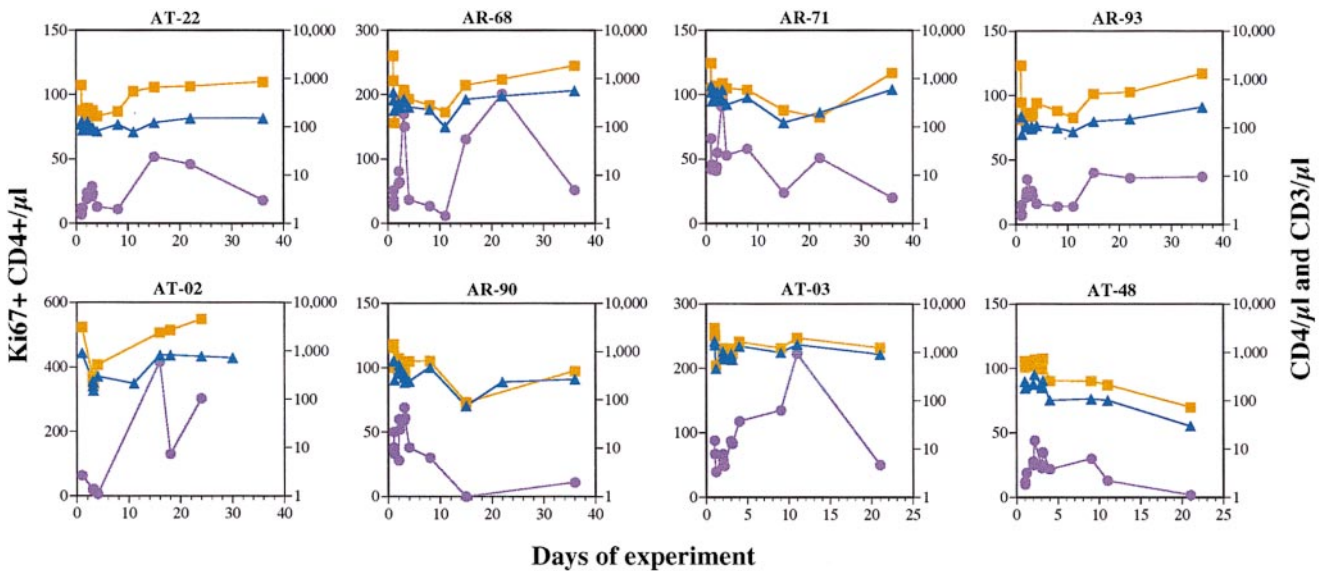 AT-22 AR-68 AR-71 AR-93
150 10,000 300 10,000 150 10,000 150 10,000
1,000 1,000 1,000 1,000
100 200 100 100
100 100 100 100
50 10 100 10 50 10 50 10
0 1 0 1 0 1 0 1
0 10 20 30 40 0 10 20 30 40 0 10 20 30 40 0 10 20 30 40
Ki67+ CD4+/µl
CD4/µl and CD3/µl
AT-02 AR-90 AT-03 AT-48
600 10,000 150 10,000 300 10,000 150 10,000
1,000 1,000 1,000 1,000
400 100 200 100
100 100 100 100
200 10 50 10 100 10 50 10
0 1 0 1 0 1 0 1
0 10 20 30 40 0 10 20 30 40 0 5 10 15 20 25 0 5 10 15 20 25
Days of experiment